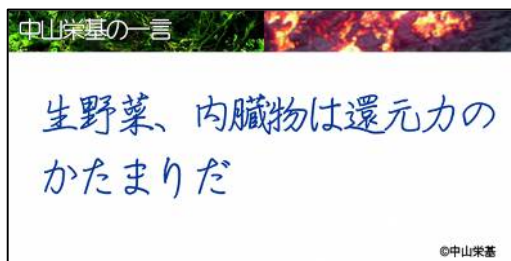 中山栄基の一言
生野菜、内臓物は還元力の
かたまりだ
©中山栄基